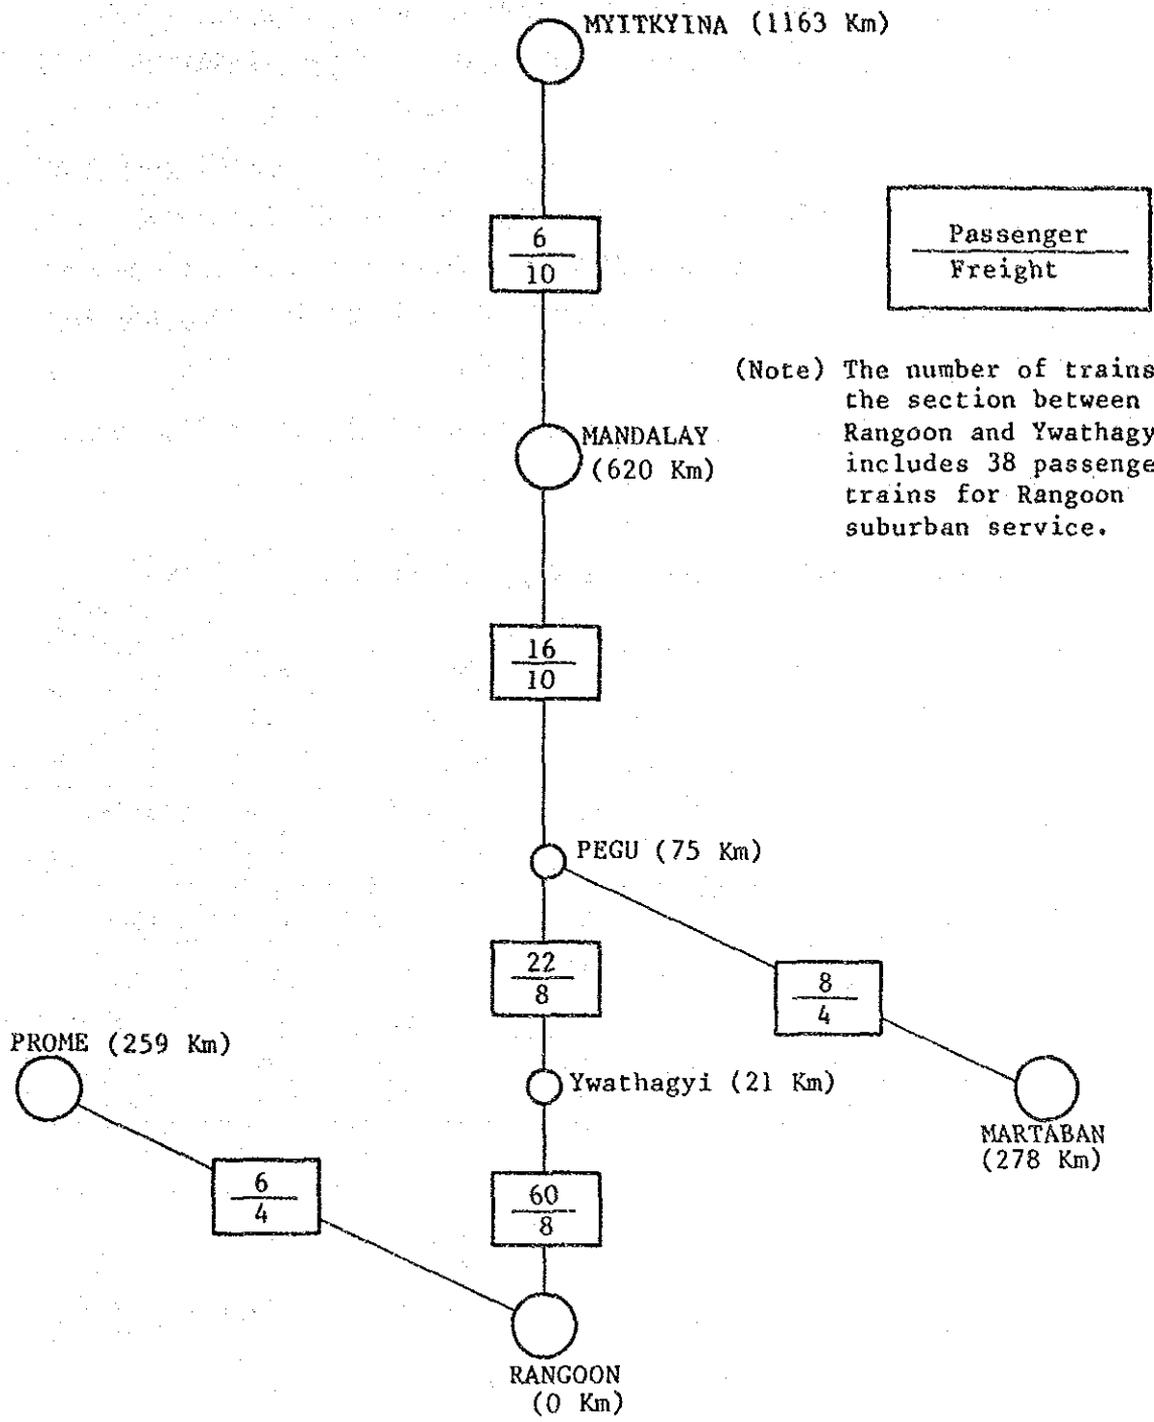 MYITKYINA (1163 Km)
6
10
Passenger
Freight
(Note) The number of trains
the section between
Rangoon and Ywathagy
includes 38 passenge
trains for Rangoon
suburban service.
MANDALAY
(620 Km)
16
10
PEGU (75 Km)
22
8
8
4
PROME (259 Km)
Ywathagyi (21 Km)
MARTABAN
(278 Km)
6
4
60
8
RANGOON
(0 Km)